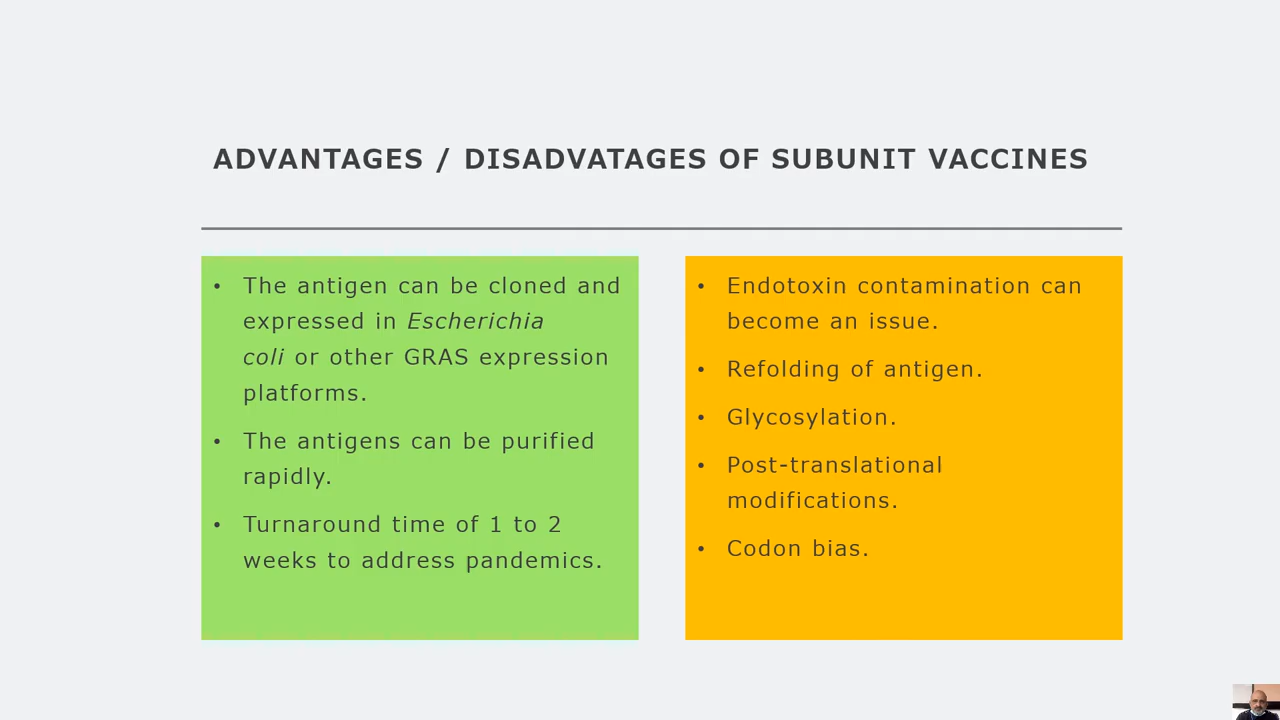 ADVANTAGES / DISADVATAGES OF SUBUNIT VACCINES
• The antigen can be cloned and
expressed in Escherichia
coli or other GRAS expression
platforms.
• The antigens can be purified
rapidly.
• Turnaround time of 1 to 2
weeks to address pandemics.
• Endotoxin contamination can
become an issue.
• Refolding of antigen.
• Glycosylation.
• Post-translational
modifications.
• Codon bias.